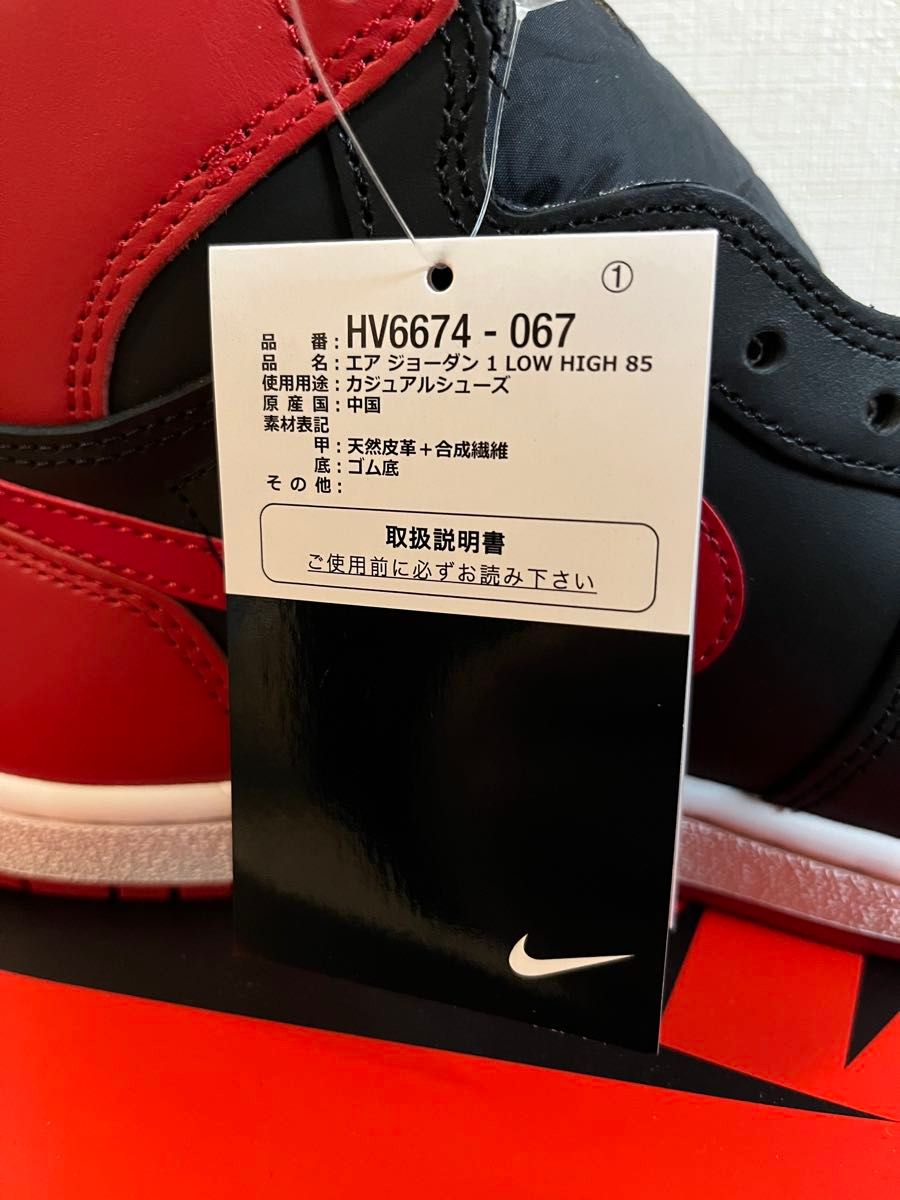 ①
品番:HV6674 - 067
品名:エア ジョーダン 1 LOW HIGH 85
使用用途:カジュアルシューズ
原産国:中国
素材表記
甲:天然皮革+合成繊維
底:ゴム底
その他:
取扱説明書
ご使用前に必ずお読み下さい